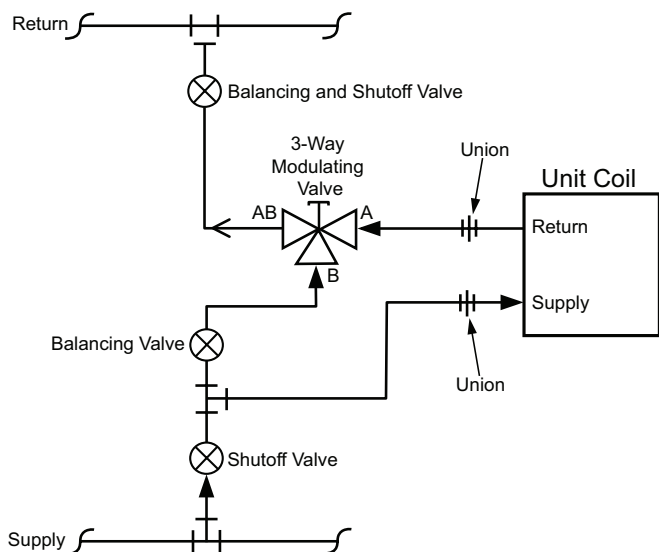 Return
Balancing and Shutoff Valve
3-Way
Modulating
Valve
Union
Unit Coil
AB
A
Return
B
Supply
Balancing Valve
Union
Shutoff Valve
Supply